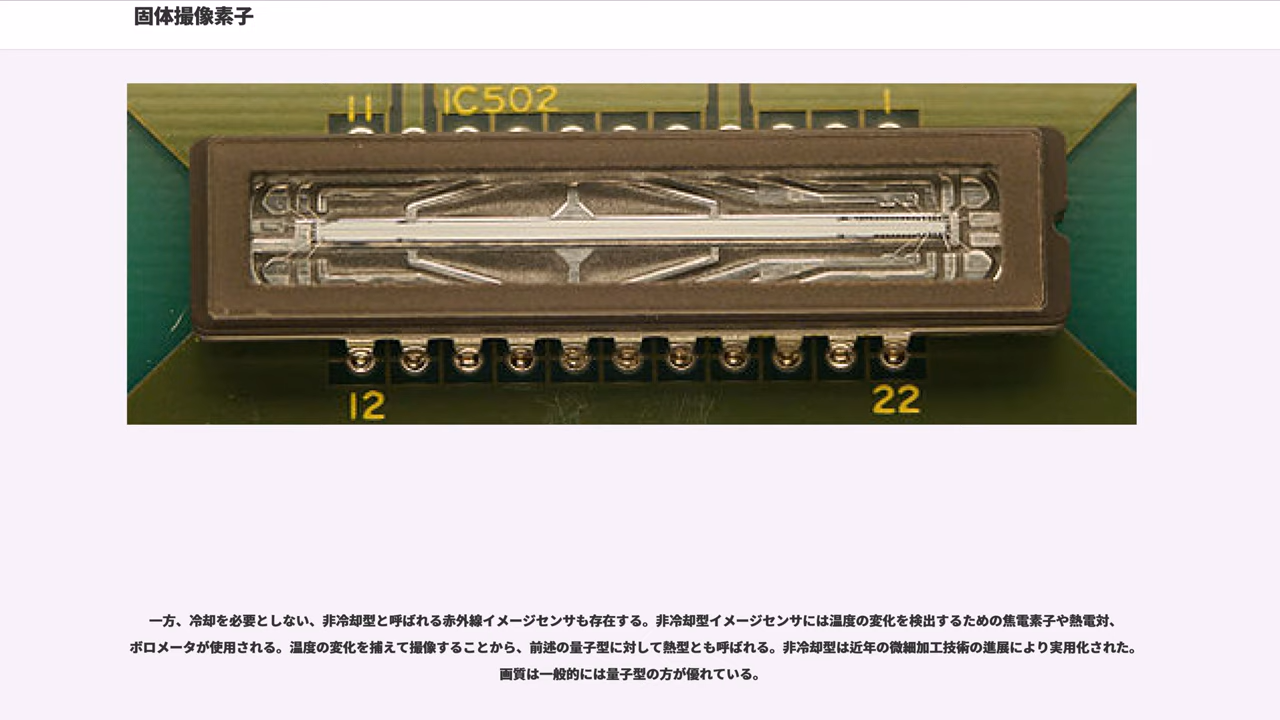 固体撮像素子
11 IC502 1
12 22
一方、冷却を必要としない、非冷却型と呼ばれる赤外線イメージセンサも存在する。非冷却型イメージセンサには温度の変化を検出するための焦電素子や熱電対、
ボロメータが使用される。温度の変化を捕えて撮像することから、前述の量子型に対して熱型とも呼ばれる。非冷却型は近年の微細加工技術の進展により実用化された。
画質は一般的には量子型の方が優れている。